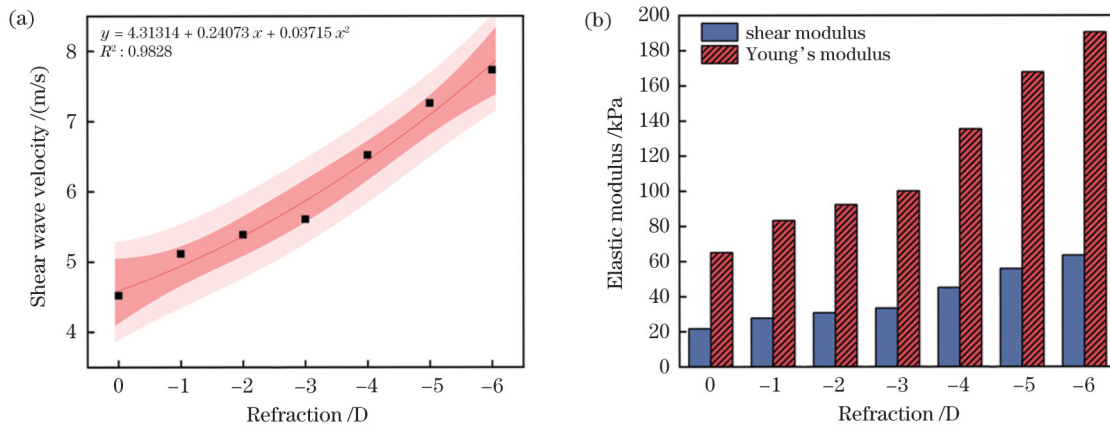 (a)
y = 4.31314 + 0.24073 x + 0.03715 x²
R² : 0.9828
8
7
6
5
4
Shear wave velocity /(m/s)
0 −1 −2 −3 −4 −5 −6
Refraction /D
(b)
200
180
160
140
120
100
80
60
40
20
0
Elastic modulus /kPa
shear modulus
Young's modulus
0 −1 −2 −3 −4 −5 −6
Refraction /D